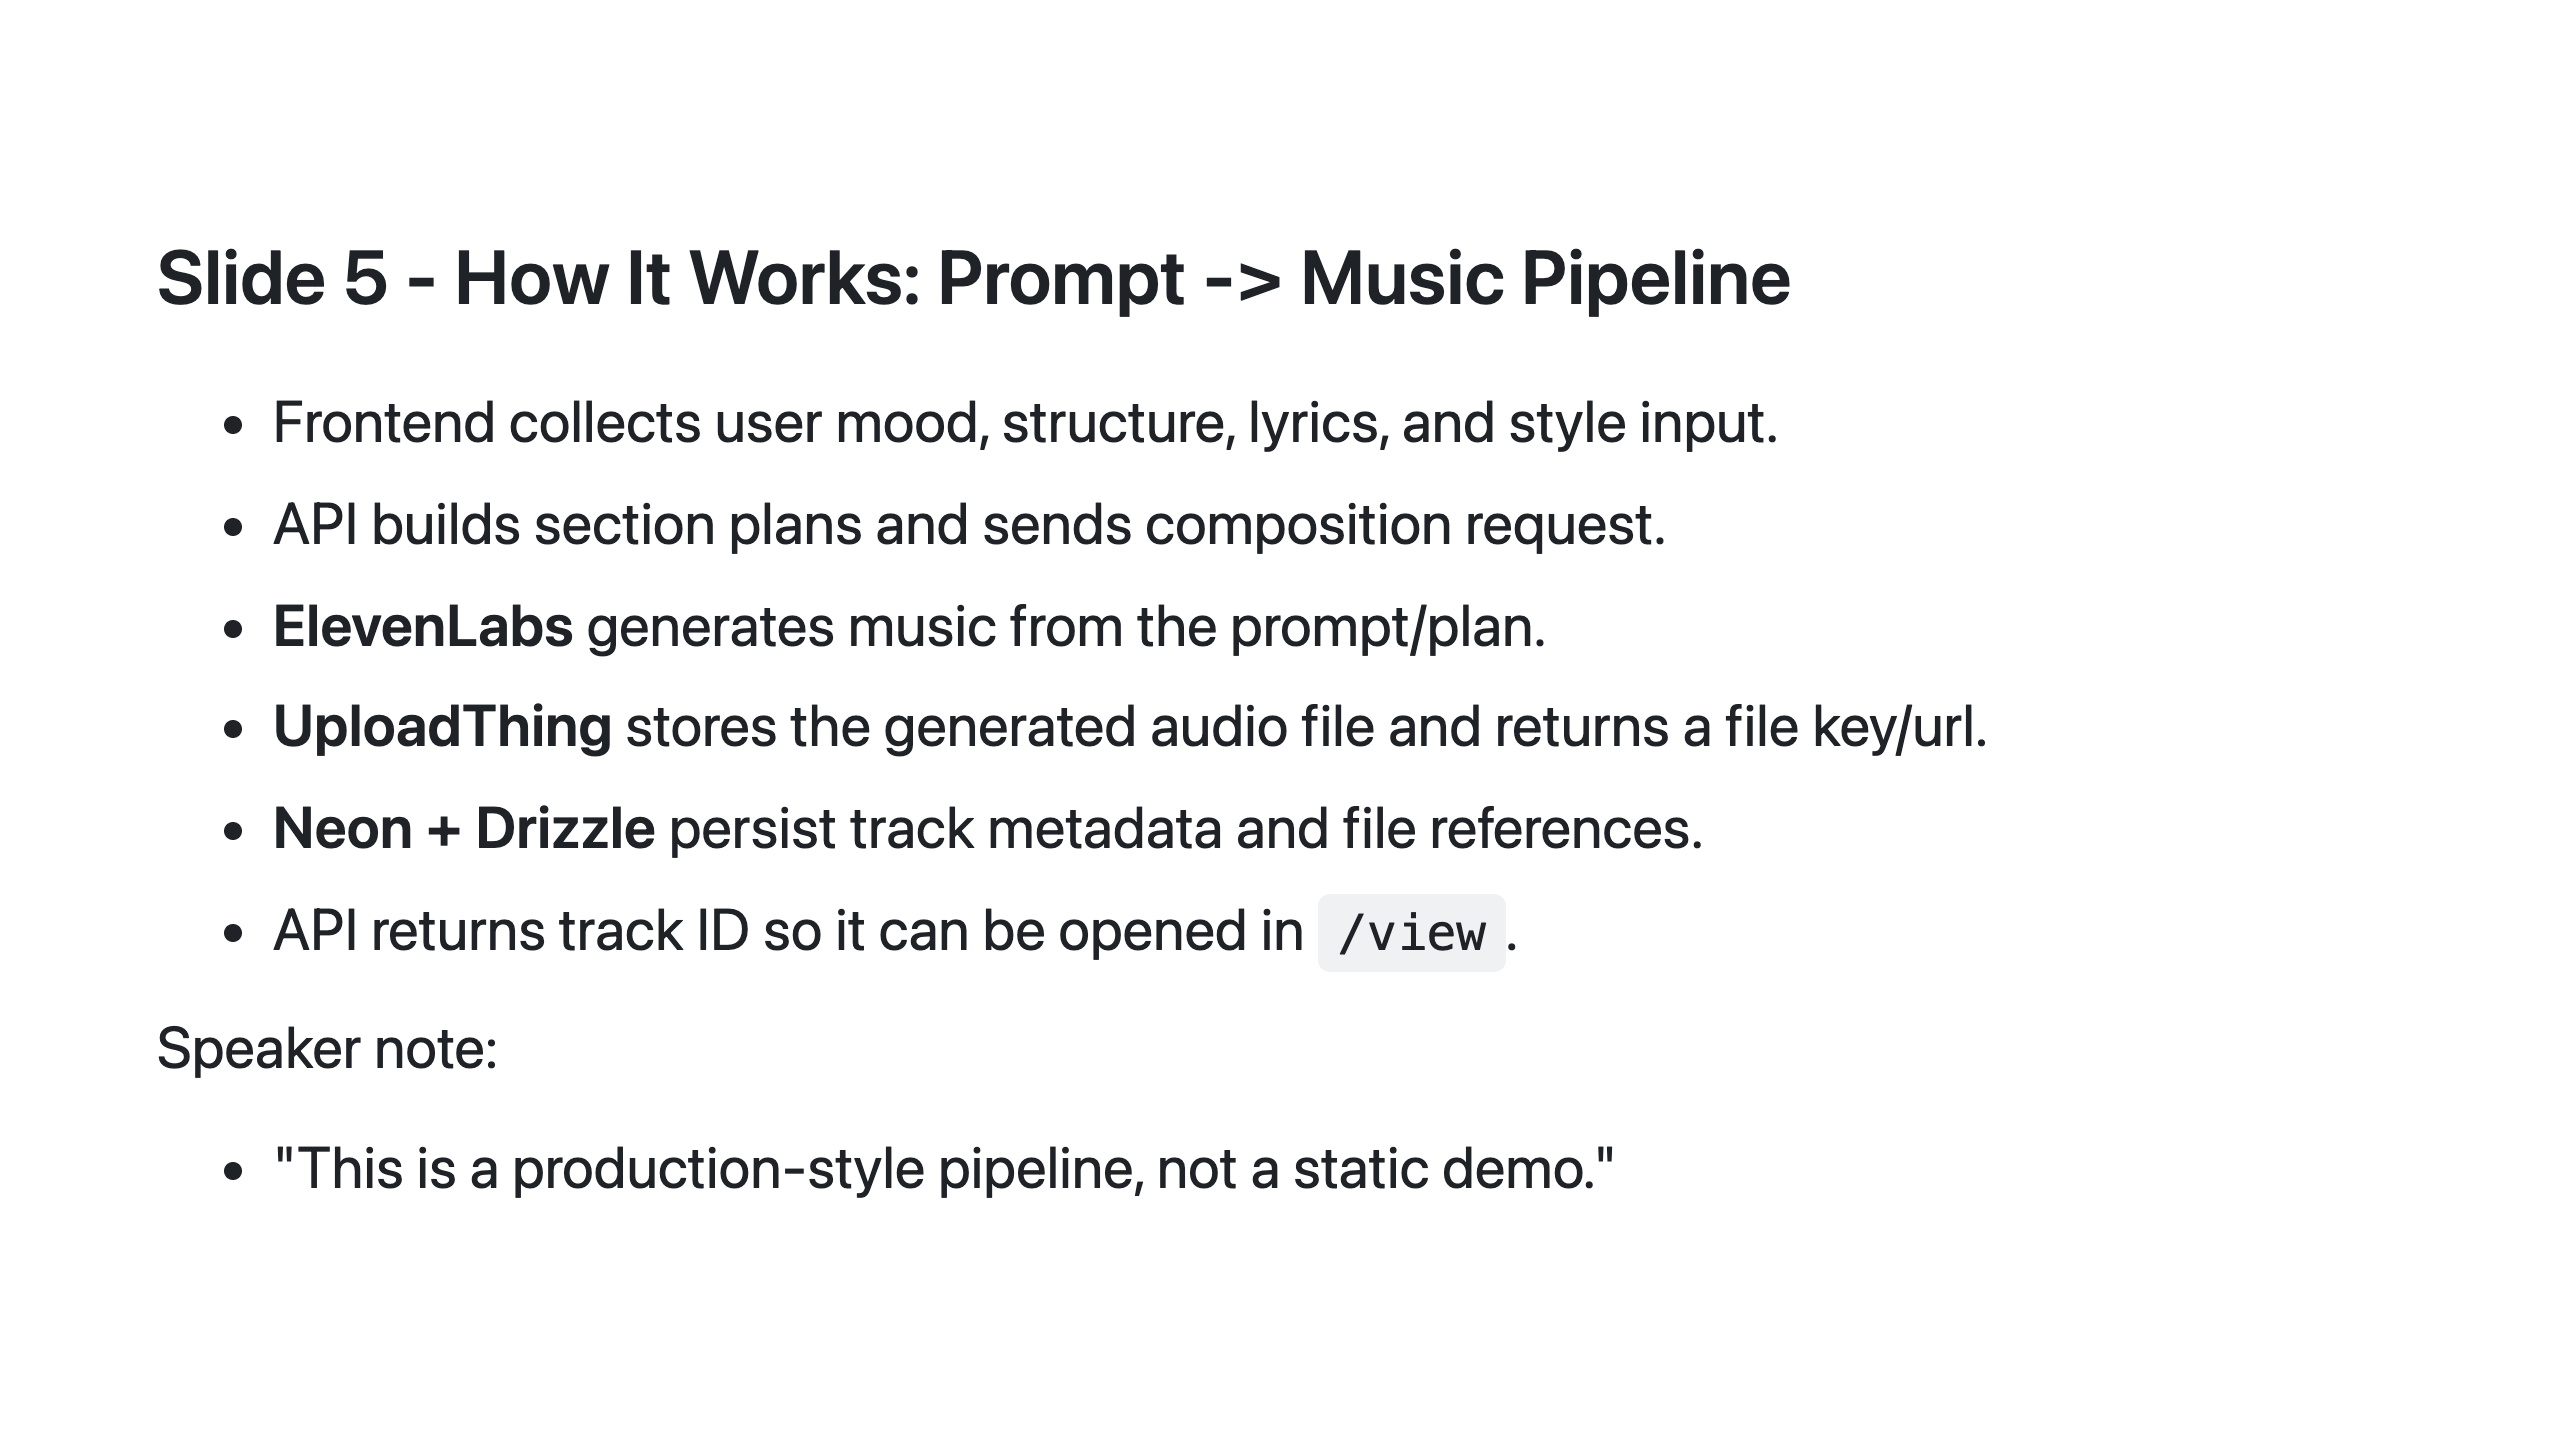 Slide 5 - How It Works: Prompt -> Music Pipeline
• Frontend collects user mood, structure, lyrics, and style input.
• API builds section plans and sends composition request.
• ElevenLabs generates music from the prompt/plan.
• UploadThing stores the generated audio file and returns a file key/url.
• Neon + Drizzle persist track metadata and file references.
• API returns track ID so it can be opened in /view.
Speaker note:
• "This is a production-style pipeline, not a static demo."